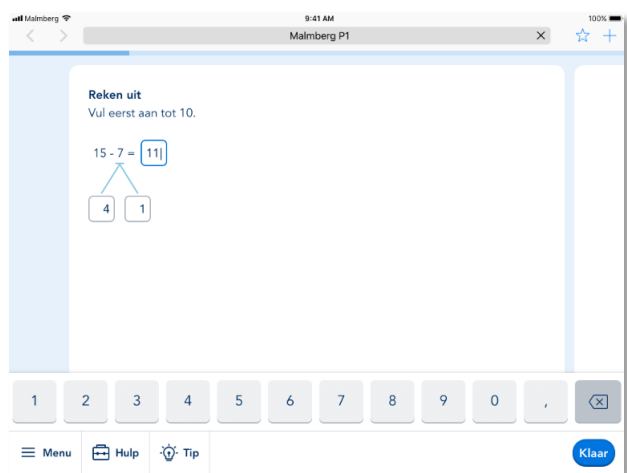 Malmberg 9:41 AM 100%
Malmberg P1
Reken uit
Vul eerst aan tot 10.
15 - 7 = 11
4 1
1 2 3 4 5 6 7 8 9 0 ,
Menu Hulp Tip Klaar